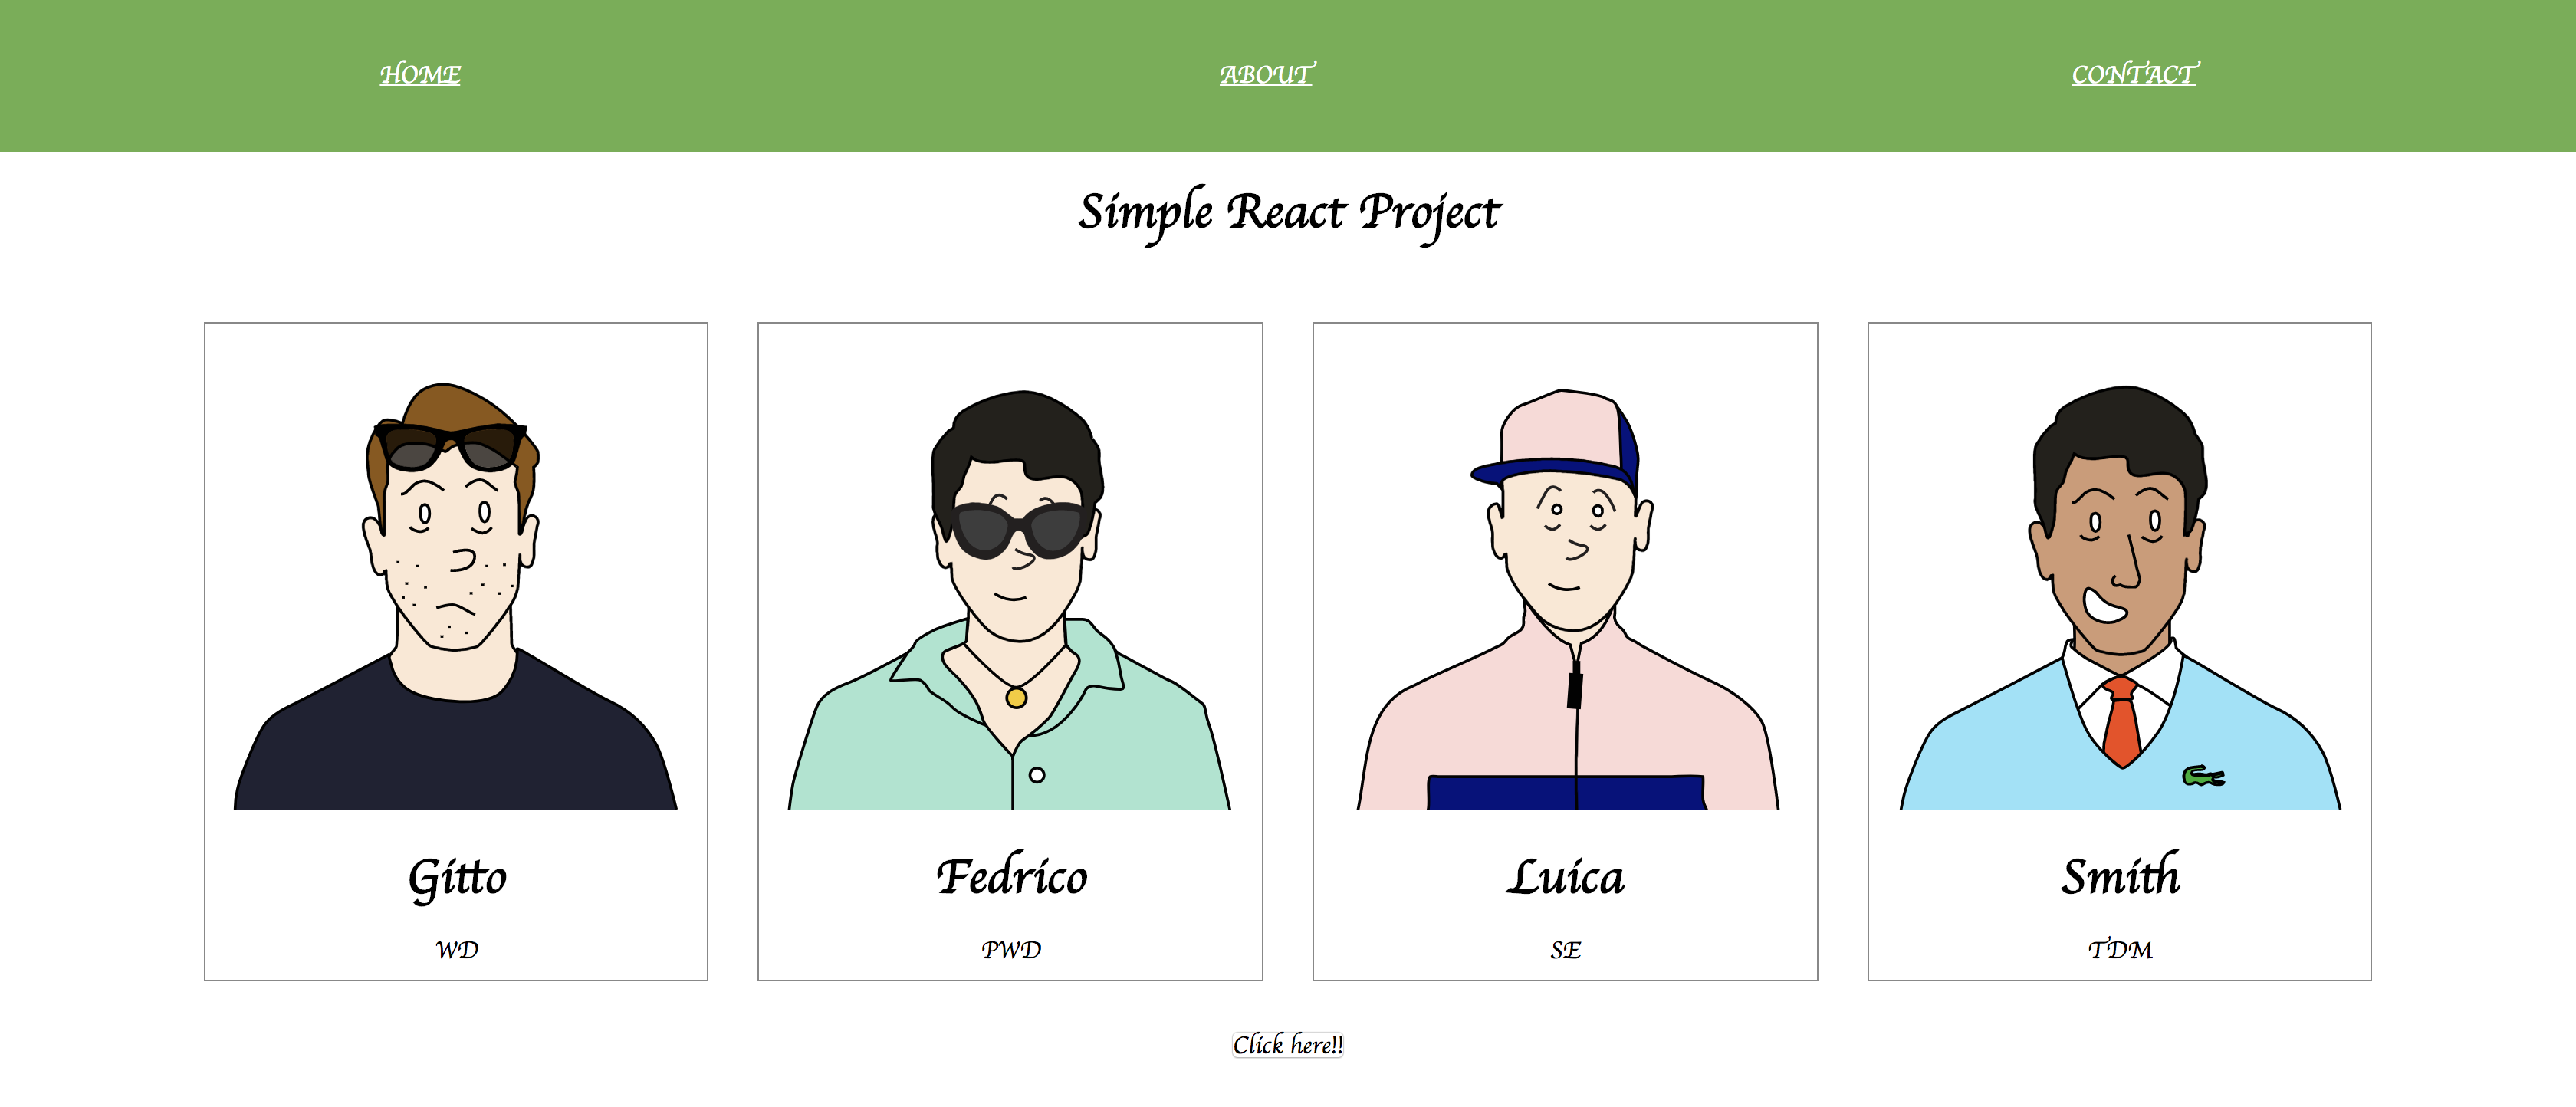 HOME ABOUT CONTACT
Simple React Project
Gitto Fedrico Luica Smith
WD PWD SE TDM
Click here!!